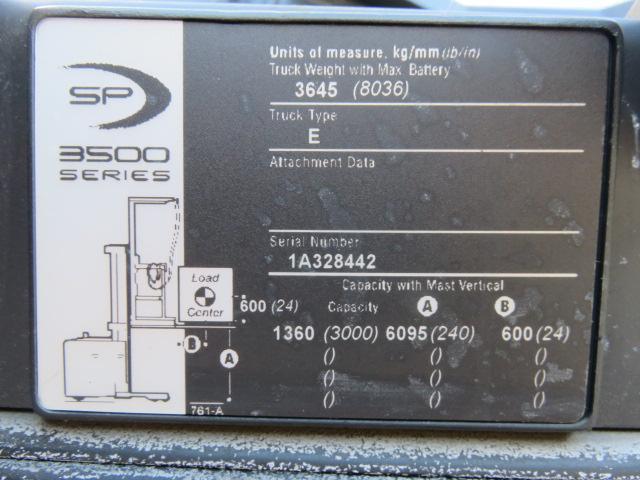 SP
3500
SERIES
Units of measure, kg/mm (lb/in)
Truck Weight with Max. Battery
3645 (8036)
Truck Type
E
Attachment Data
Serial Number
1A328442
Capacity with Mast Vertical
Load
Center
600 (24)
Capacity A B
1360 (3000) 6095 (240) 600 (24)
() () ()
() () ()
() () ()
B
A
761-A